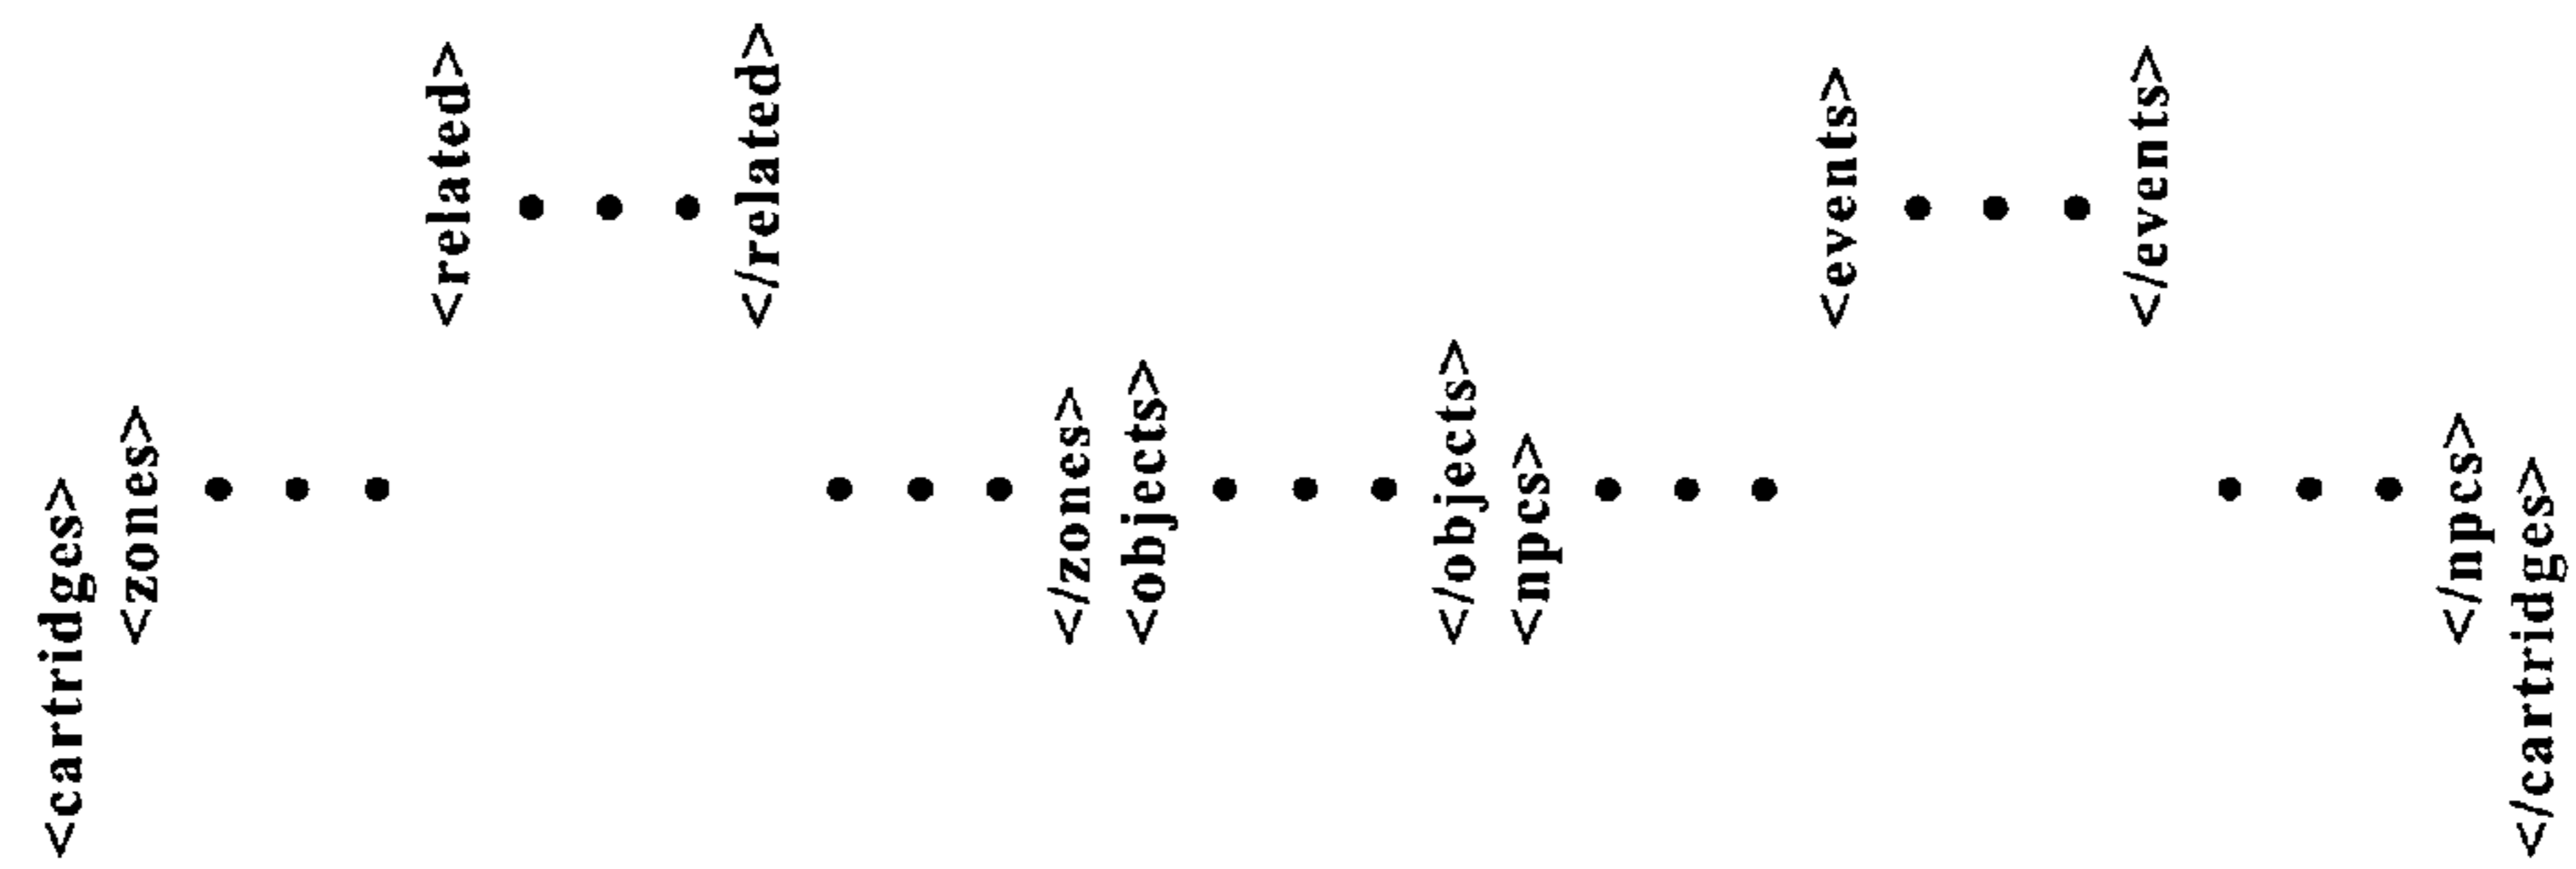 <cartridges>
<zones>
•
•
•
<related>
•
•
•
</related>
•
•
•
</zones>
<objects>
•
•
•
</objects>
<npcs>
•
•
•
<events>
•
•
•
</events>
•
•
•
</npcs>
</cartridges>